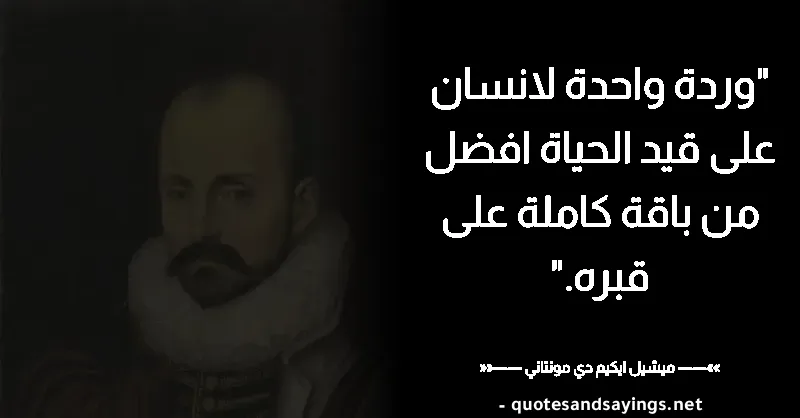 "وردة واحدة لانسان
على قيد الحياة افضل
من باقة كاملة على
قبره."
««—— ميشيل ايكيم دي مونتاني ——»»
- quotesandsayings.net